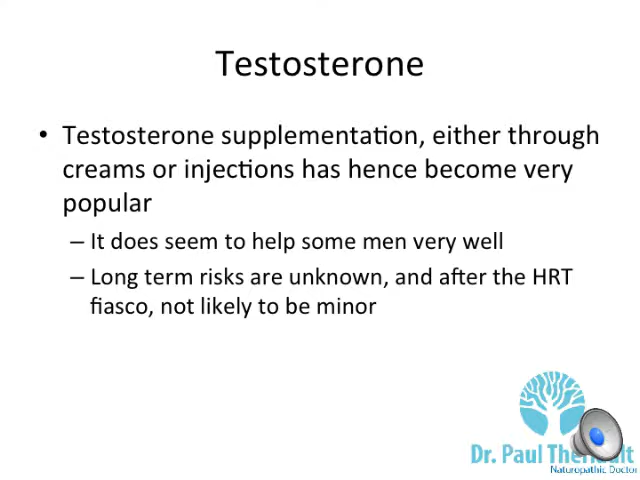 Testosterone
• Testosterone supplementation, either through
creams or injections has hence become very
popular
– It does seem to help some men very well
– Long term risks are unknown, and after the HRT
fiasco, not likely to be minor
Dr. Paul
Naturopathic Doctor